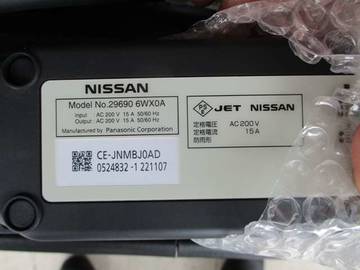 NISSAN
Model No.29690 6WX0A
Input : AC 200 V 15 A 50/60 Hz
Output : AC 200 V 15 A 50/60 Hz
Manufactured by Panasonic Corporation
CE-JNMBJ0AD
0524832 -1 221107
PS E JET NISSAN
定格電圧 AC200V
定格電流 15A
防雨形